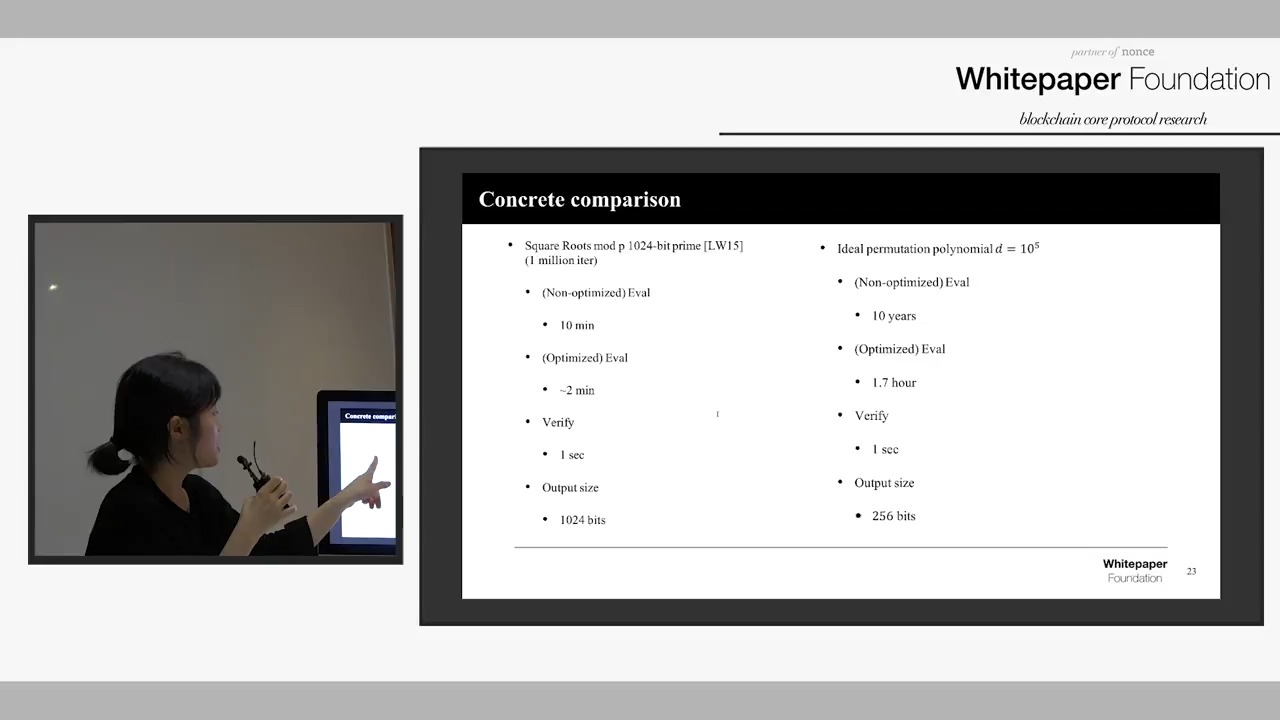 partner of nonce
Whitepaper Foundation
blockchain core protocol research
Concrete comparison
• Square Roots mod p 1024-bit prime [LW15]
(1 million iter)
• (Non-optimized) Eval
• 10 min
• (Optimized) Eval
• ~2 min
• Verify
• 1 sec
• Output size
• 1024 bits
• Ideal permutation polynomial d = 10⁵
• (Non-optimized) Eval
• 10 years
• (Optimized) Eval
• 1.7 hour
• Verify
• 1 sec
• Output size
• 256 bits
Whitepaper
Foundation
23
Concrete